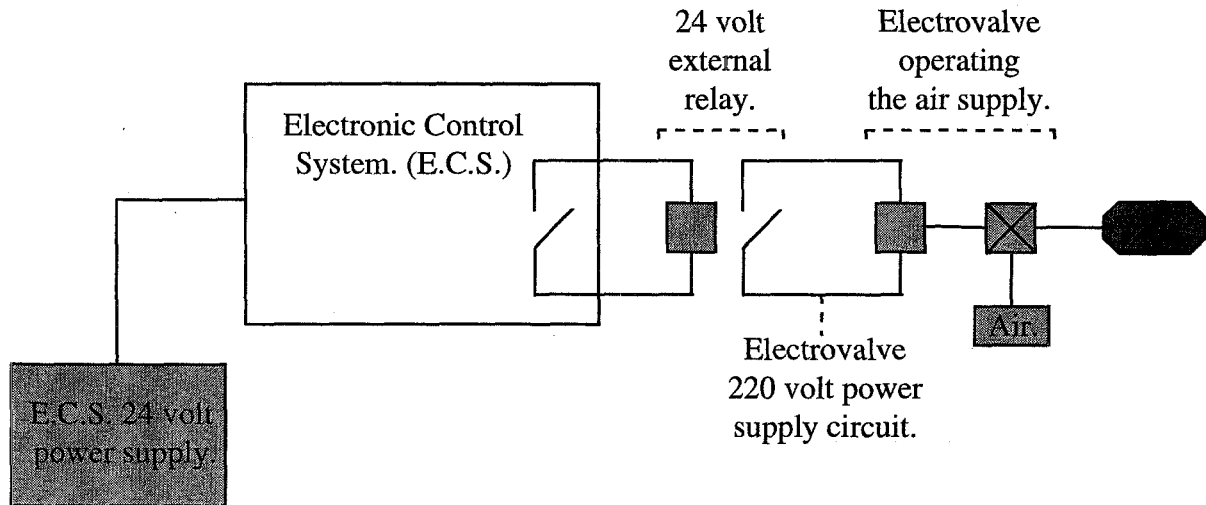 24 volt
external
relay.
Electrovalve
operating
the air supply.
Electronic Control
System. (E.C.S.)
Air.
Electrovalve
220 volt power
supply circuit.
E.C.S. 24 volt
power supply.